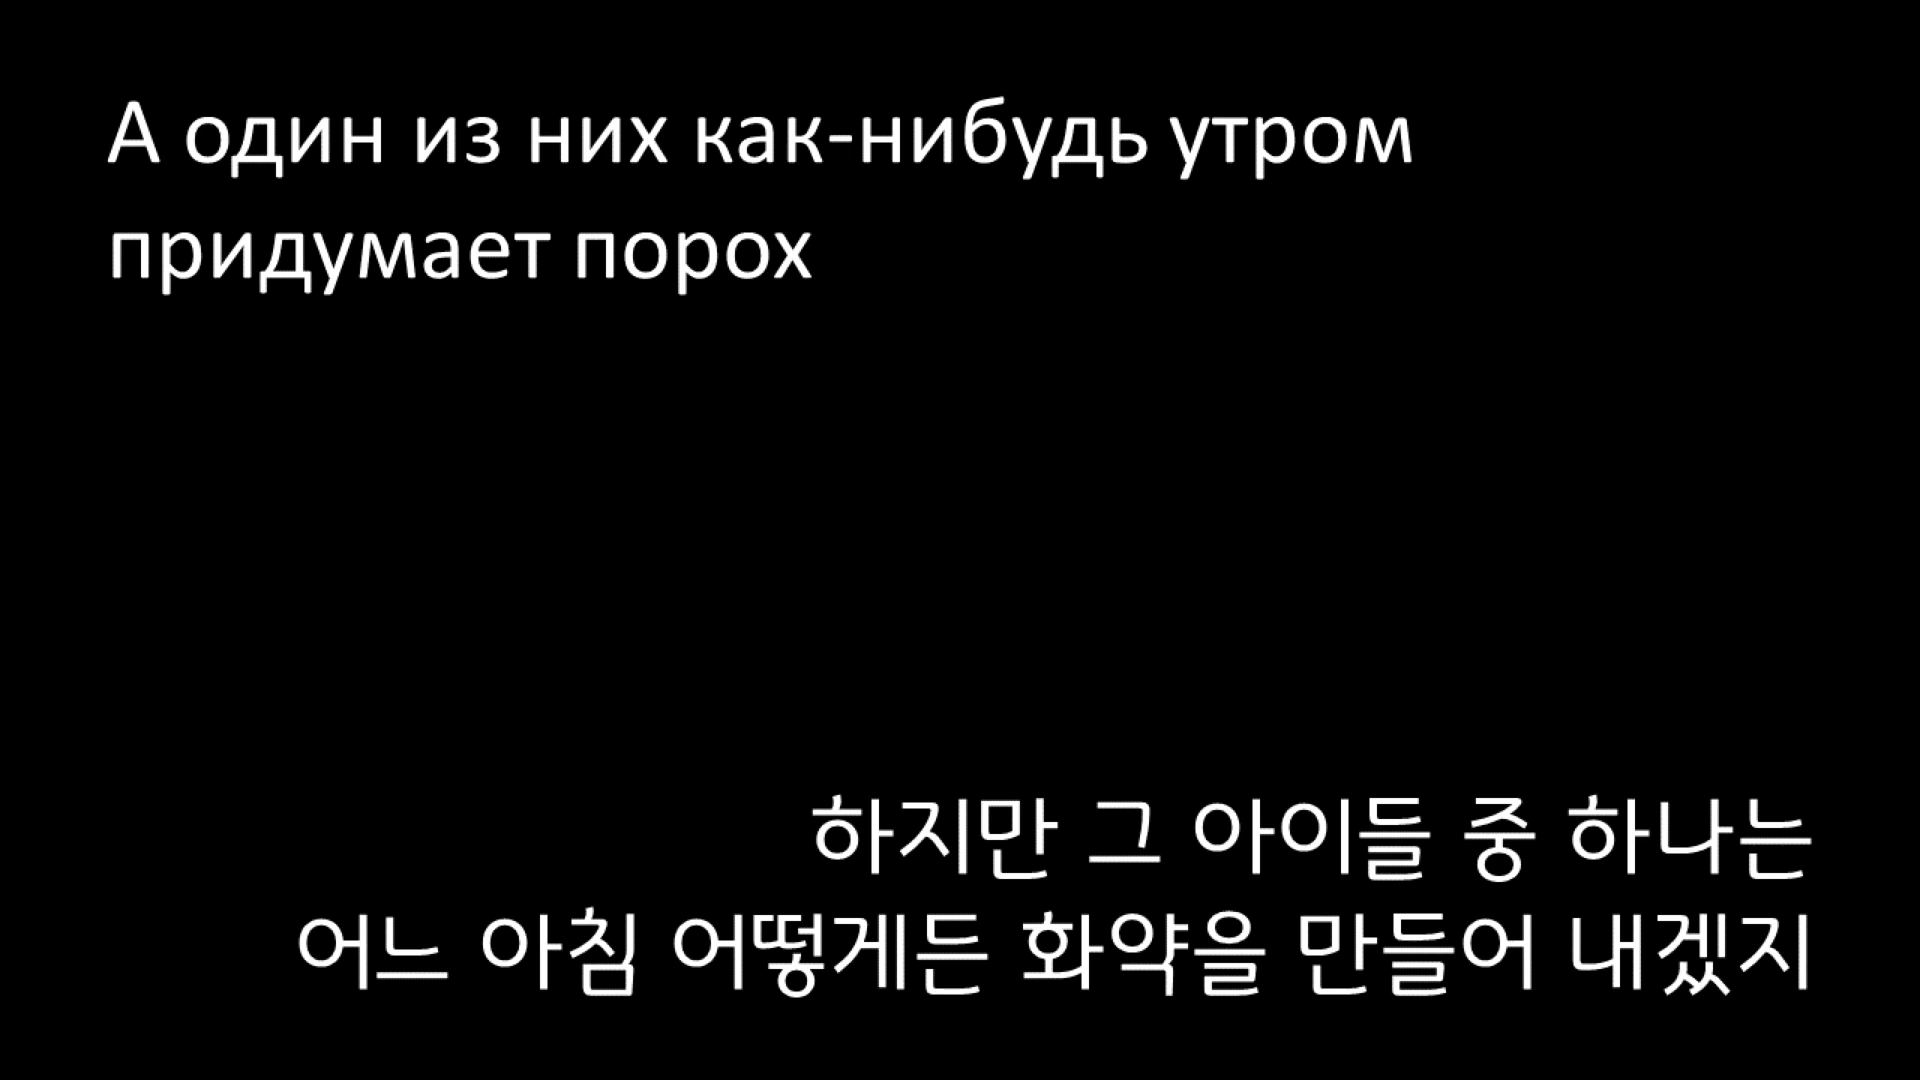 А один из них как-нибудь утром
придумает порох
하지만 그 아이들 중 하나는
어느 아침 어떻게든 화약을 만들어 내겠지